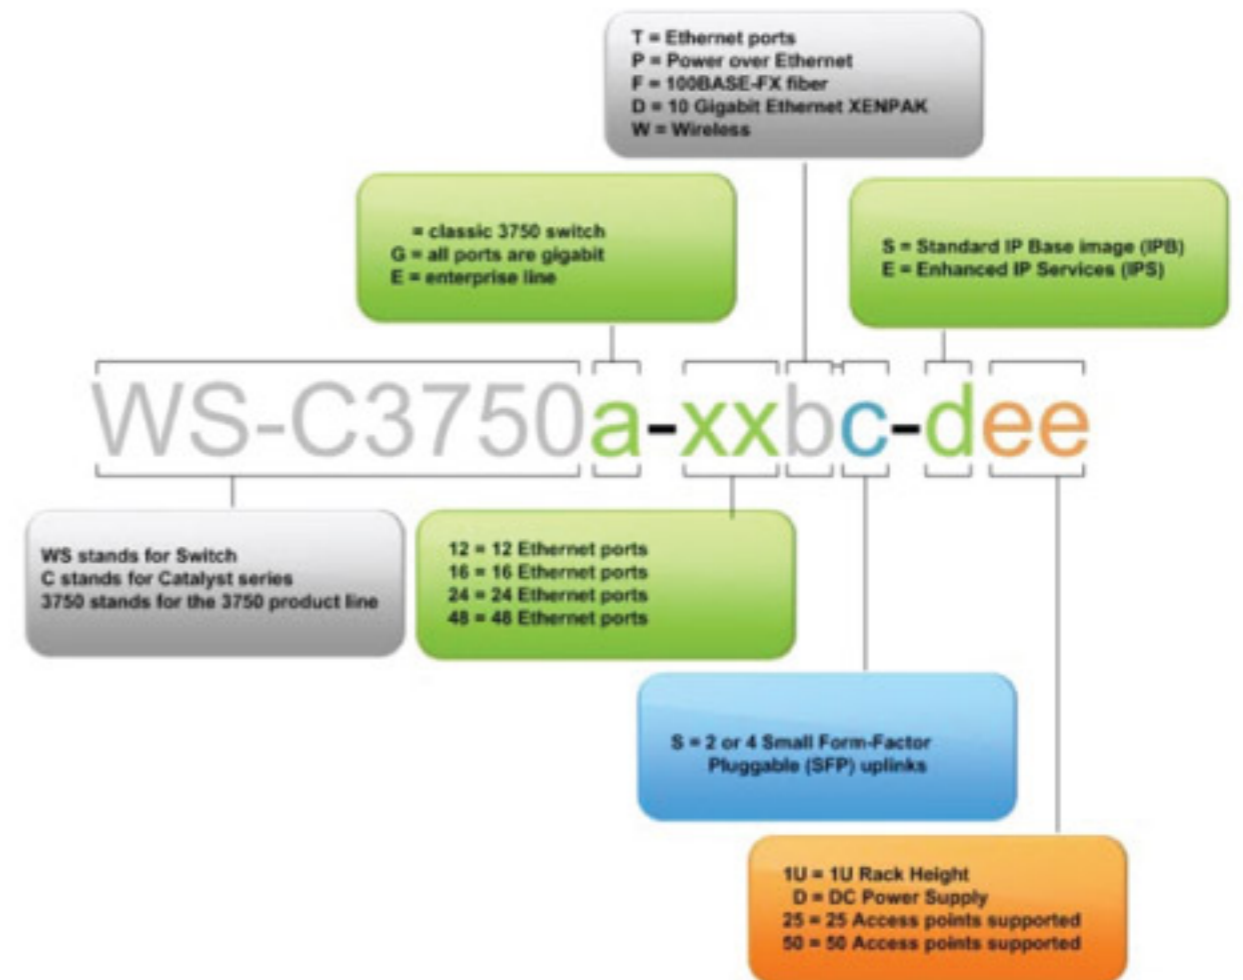 T = Ethernet ports
P = Power over Ethernet
F = 100BASE-FX fiber
D = 10 Gigabit Ethernet XENPAK
W = Wireless
= classic 3750 switch
G = all ports are gigabit
E = enterprise line
S = Standard IP Base image (IPB)
E = Enhanced IP Services (IPS)
WS-C3750a-xxbc-dee
WS stands for Switch
C stands for Catalyst series
3750 stands for the 3750 product line
12 = 12 Ethernet ports
16 = 16 Ethernet ports
24 = 24 Ethernet ports
48 = 48 Ethernet ports
S = 2 or 4 Small Form-Factor
Pluggable (SFP) uplinks
1U = 1U Rack Height
D = DC Power Supply
25 = 25 Access points supported
50 = 50 Access points supported